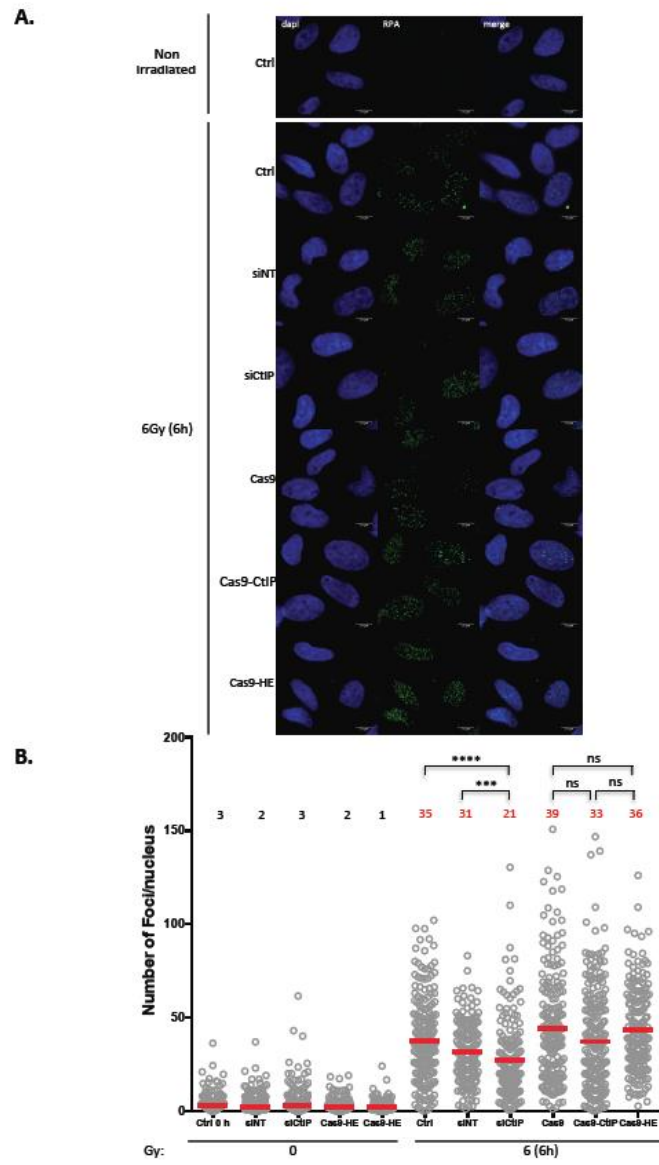 A.
dapi RPA merge
Non
irradiated
Ctrl
Ctrl
siNT
siCtIP
6Gy (6h)
Cas9
Cas9-CtIP
Cas9-HE
B.
200
ns
**** ns ns
***
3 2 3 2 1 35 31 21 39 33 36
150
Number of Foci/nucleus
100
50
0
Ctrl 0 h siNT siCtIP Cas9-HE Cas9-HE Ctrl siNT siCtIP Cas9 Cas9-CtIP Cas9-HE
Gy: 0 6 (6h)